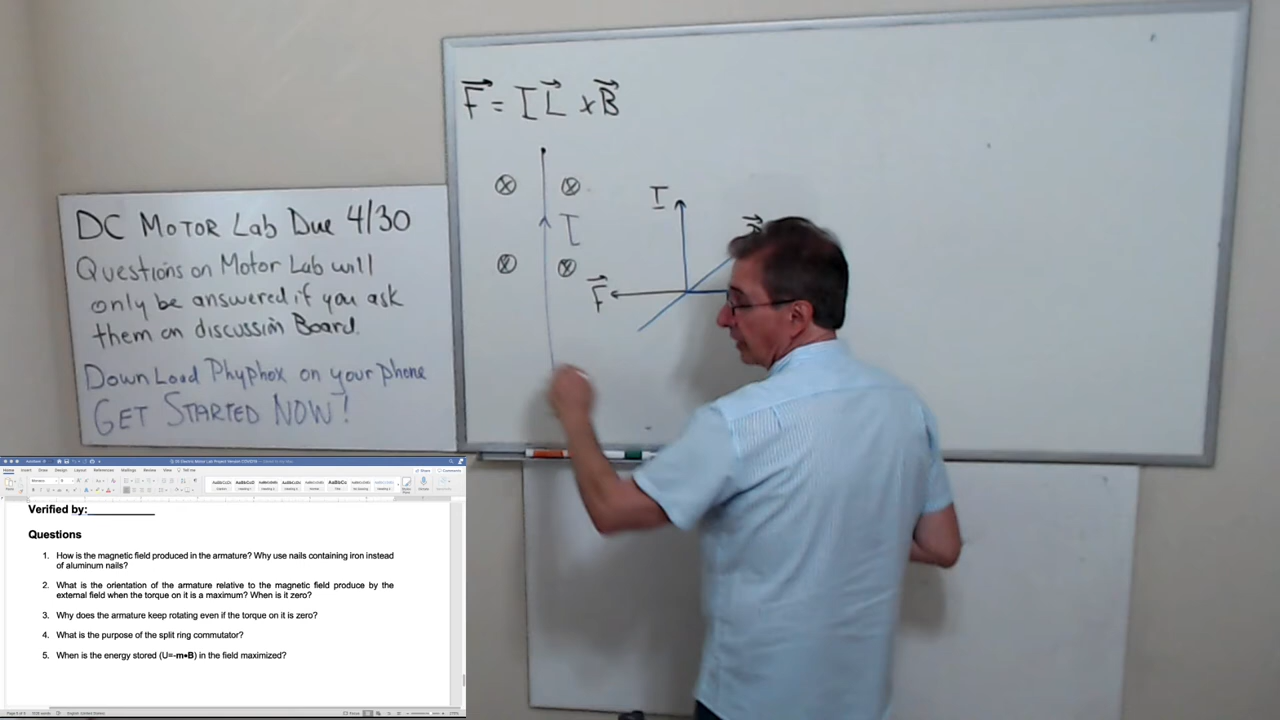 F = I L x B
I
I
F
DC MOTOR LAB DUE 4/30
Questions on Motor Lab will
only be answered if you ask
them on discussion Board.
DownLoad Phyphox on your phone
GET STARTED NOW!
Verified by:___________
Questions
1. How is the magnetic field produced in the armature? Why use nails containing iron instead
of aluminum nails?
2. What is the orientation of the armature relative to the magnetic field produce by the
external field when the torque on it is a maximum? When is it zero?
3. Why does the armature keep rotating even if the torque on it is zero?
4. What is the purpose of the split ring commutator?
5. When is the energy stored (U=-m•B) in the field maximized?